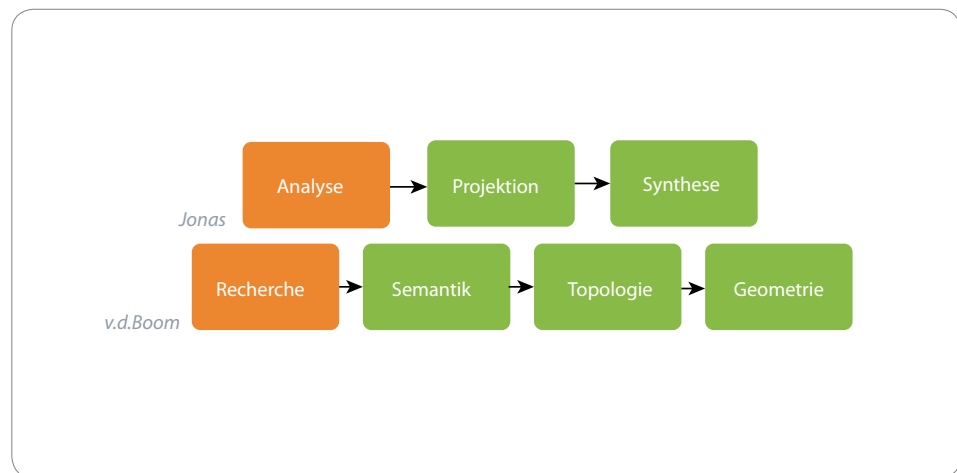 Analyse
Projektion
Synthese
Jonas
Recherche
Semantik
Topologie
Geometrie
v.d.Boom